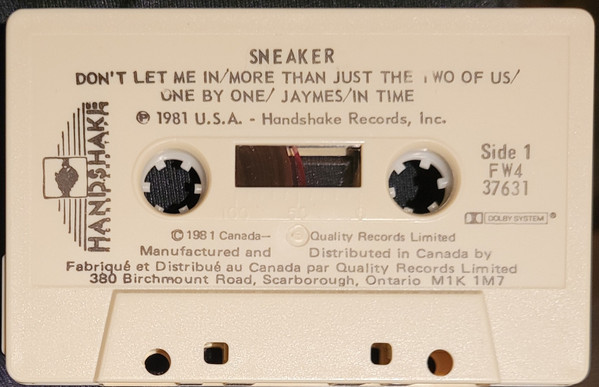 SNEAKER
DON'T LET ME IN/MORE THAN JUST THE TWO OF US/
ONE BY ONE/ JAYMES/IN TIME
℗ 1981 U.S.A. - Handshake Records, Inc.
HANDSHAKE
Side 1
FW4
37631
DOLBY SYSTEM ®
© 1981 Canada- Quality Records Limited
Manufactured and Distributed in Canada by
Fabriqué et Distribué au Canada par Quality Records Limited
380 Birchmount Road, Scarborough, Ontario M1K 1M7